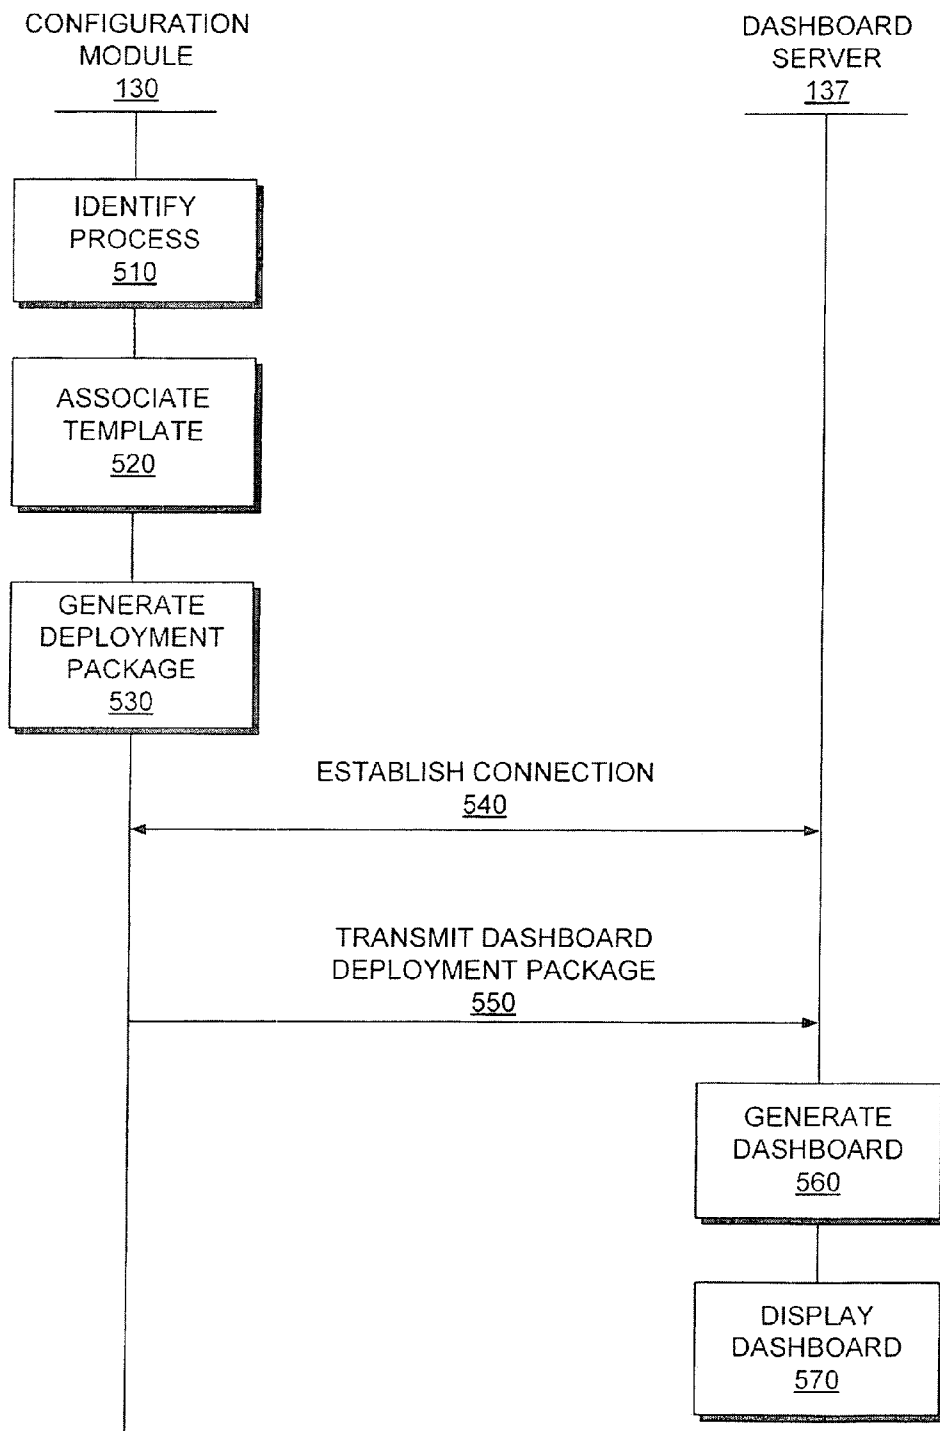 CONFIGURATION
MODULE
130
DASHBOARD
SERVER
137
IDENTIFY
PROCESS
510
ASSOCIATE
TEMPLATE
520
GENERATE
DEPLOYMENT
PACKAGE
530
ESTABLISH CONNECTION
540
TRANSMIT DASHBOARD
DEPLOYMENT PACKAGE
550
GENERATE
DASHBOARD
560
DISPLAY
DASHBOARD
570